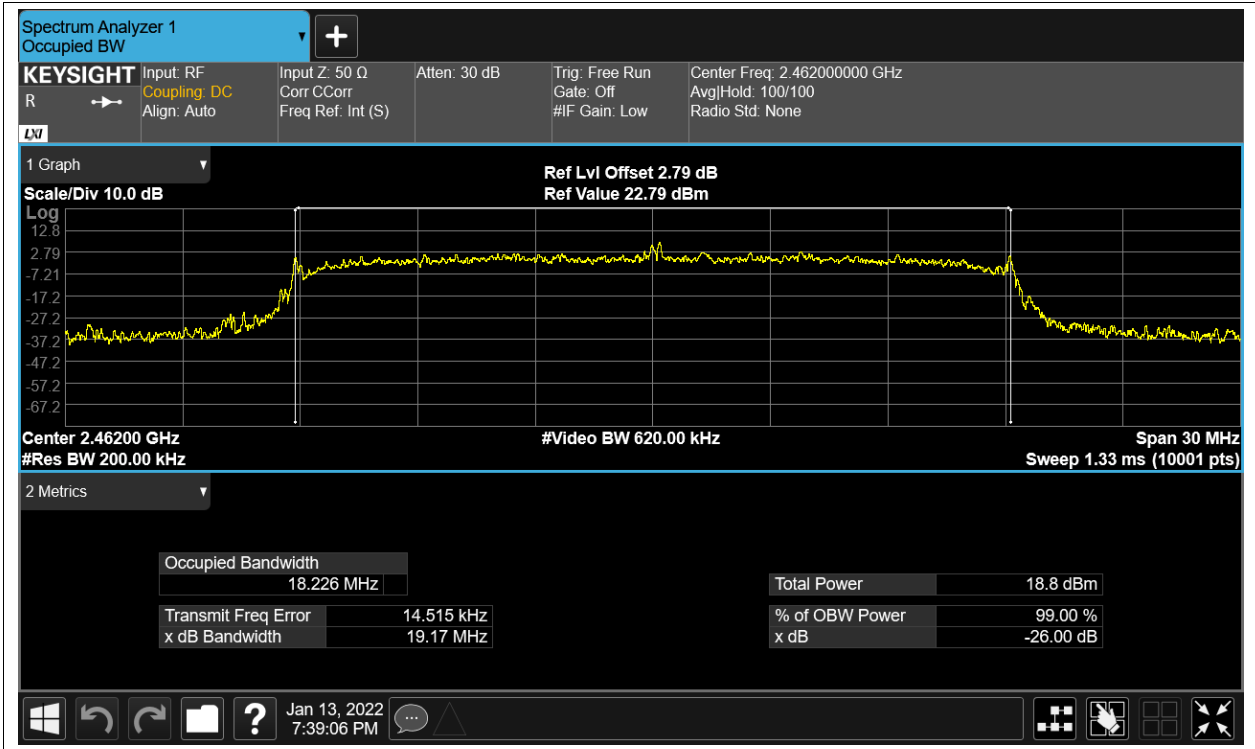 Spectrum Analyzer 1
Occupied BW
KEYSIGHT Input: RF Input Z: 50 Ω Atten: 30 dB Trig: Free Run Center Freq: 2.462000000 GHz
R Coupling: DC Corr CCorr Gate: Off Avg|Hold: 100/100
Align: Auto Freq Ref: Int (S) #IF Gain: Low Radio Std: None
LXI
1 Graph
Ref Lvl Offset 2.79 dB
Scale/Div 10.0 dB Ref Value 22.79 dBm
Log
12.8
2.79
-7.21
-17.2
-27.2
-37.2
-47.2
-57.2
-67.2
Center 2.46200 GHz #Video BW 620.00 kHz Span 30 MHz
#Res BW 200.00 kHz Sweep 1.33 ms (10001 pts)
2 Metrics
Occupied Bandwidth
18.226 MHz Total Power 18.8 dBm
Transmit Freq Error 14.515 kHz % of OBW Power 99.00 %
x dB Bandwidth 19.17 MHz x dB -26.00 dB
Jan 13, 2022
7:39:06 PM